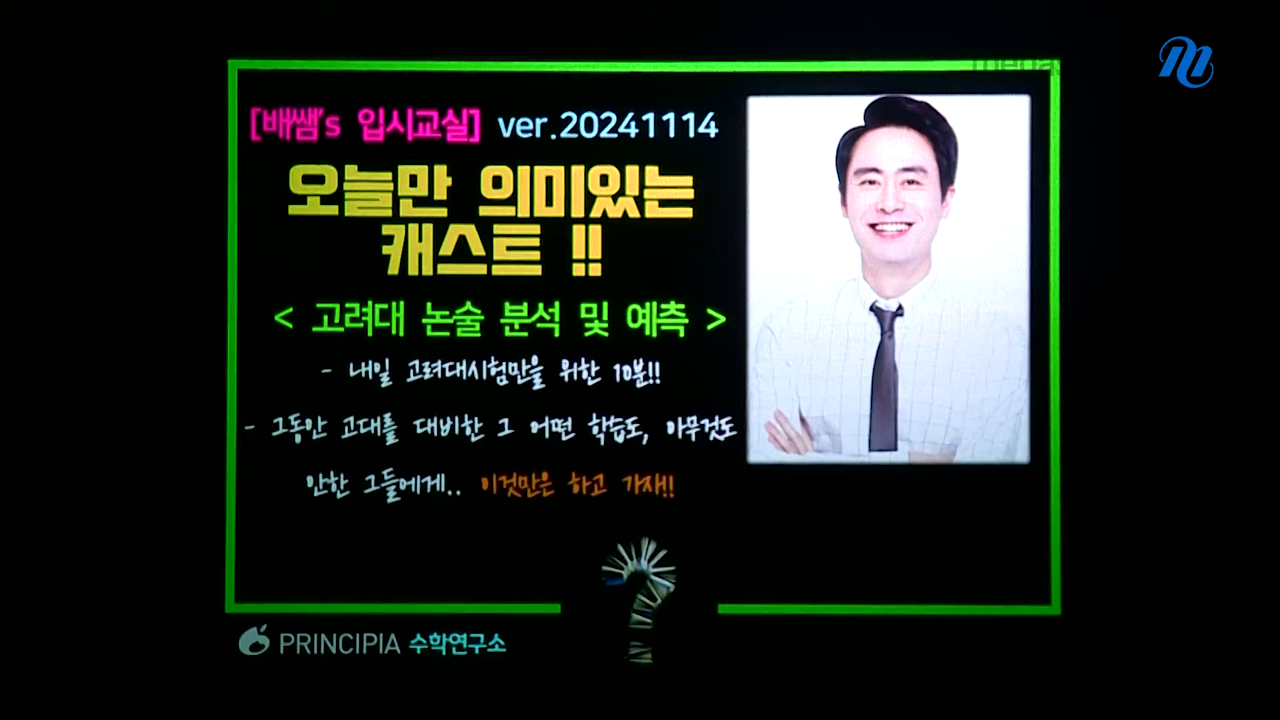 [배쌤's 입시교실] ver.20241114
오늘만 의미있는
캐스트 !!
< 고려대 논술 분석 및 예측 >
- 내일 고려대시험만을 위한 10분!!
- 그동안 고대를 대비한 그 어떤 학습도, 아무것도
안한 그들에게.. 이것만은 하고 가자!!
PRINCIPIA 수학연구소